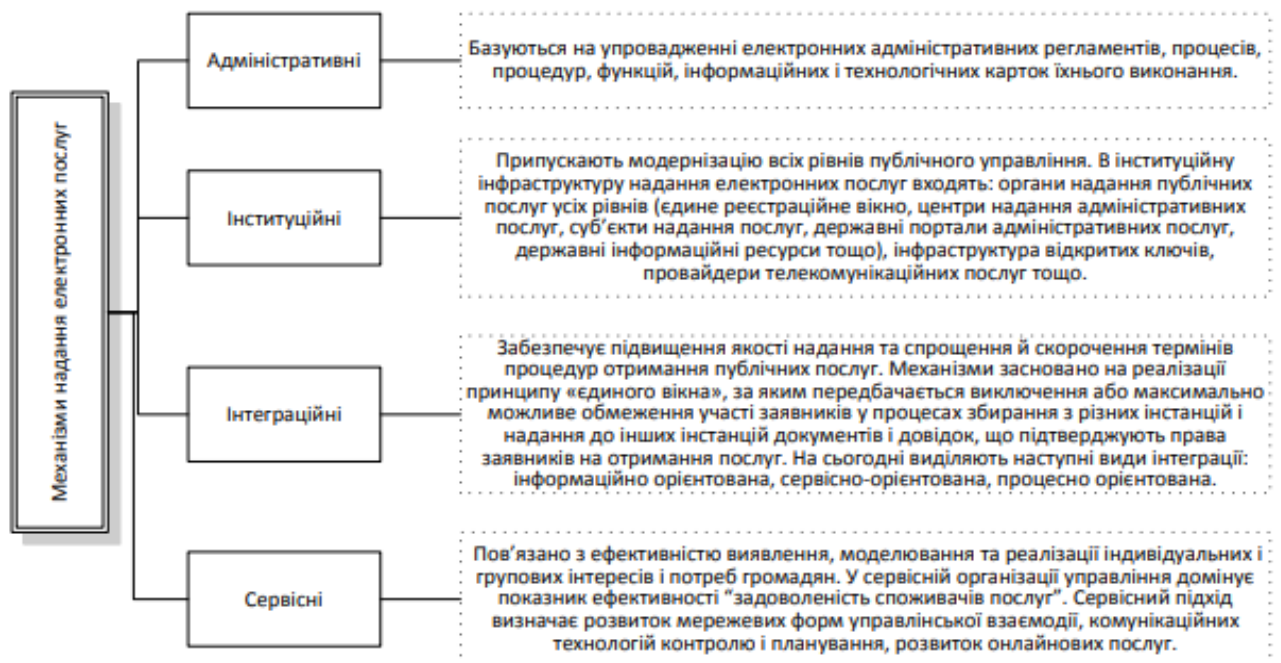 Механізми надання електронних послуг
Адміністративні
Базуються на упровадженні електронних адміністративних регламентів, процесів,
процедур, функцій, інформаційних і технологічних карток їхнього виконання.
Інституційні
Припускають модернізацію всіх рівнів публічного управління. В інституційну
інфраструктуру надання електронних послуг входять: органи надання публічних
послуг усіх рівнів (єдине реєстраційне вікно, центри надання адміністративних
послуг, суб’єкти надання послуг, державні портали адміністративних послуг,
державні інформаційні ресурси тощо), інфраструктура відкритих ключів,
провайдери телекомунікаційних послуг тощо.
Інтеграційні
Забезпечує підвищення якості надання та спрощення й скорочення термінів
процедур отримання публічних послуг. Механізми засновано на реалізації
принципу «єдиного вікна», за яким передбачається виключення або максимально
можливе обмеження участі заявників у процесах збирання з різних інстанцій і
надання до інших інстанцій документів і довідок, що підтверджують права
заявників на отримання послуг. На сьогодні виділяють наступні види інтеграції:
інформаційно орієнтована, сервісно-орієнтована, процесно орієнтована.
Сервісні
Пов’язано з ефективністю виявлення, моделювання та реалізації індивідуальних і
групових інтересів і потреб громадян. У сервісній організації управління домінує
показник ефективності “задоволеність споживачів послуг”. Сервісний підхід
визначає розвиток мережевих форм управлінської взаємодії, комунікаційних
технологій контролю і планування, розвиток онлайнових послуг.